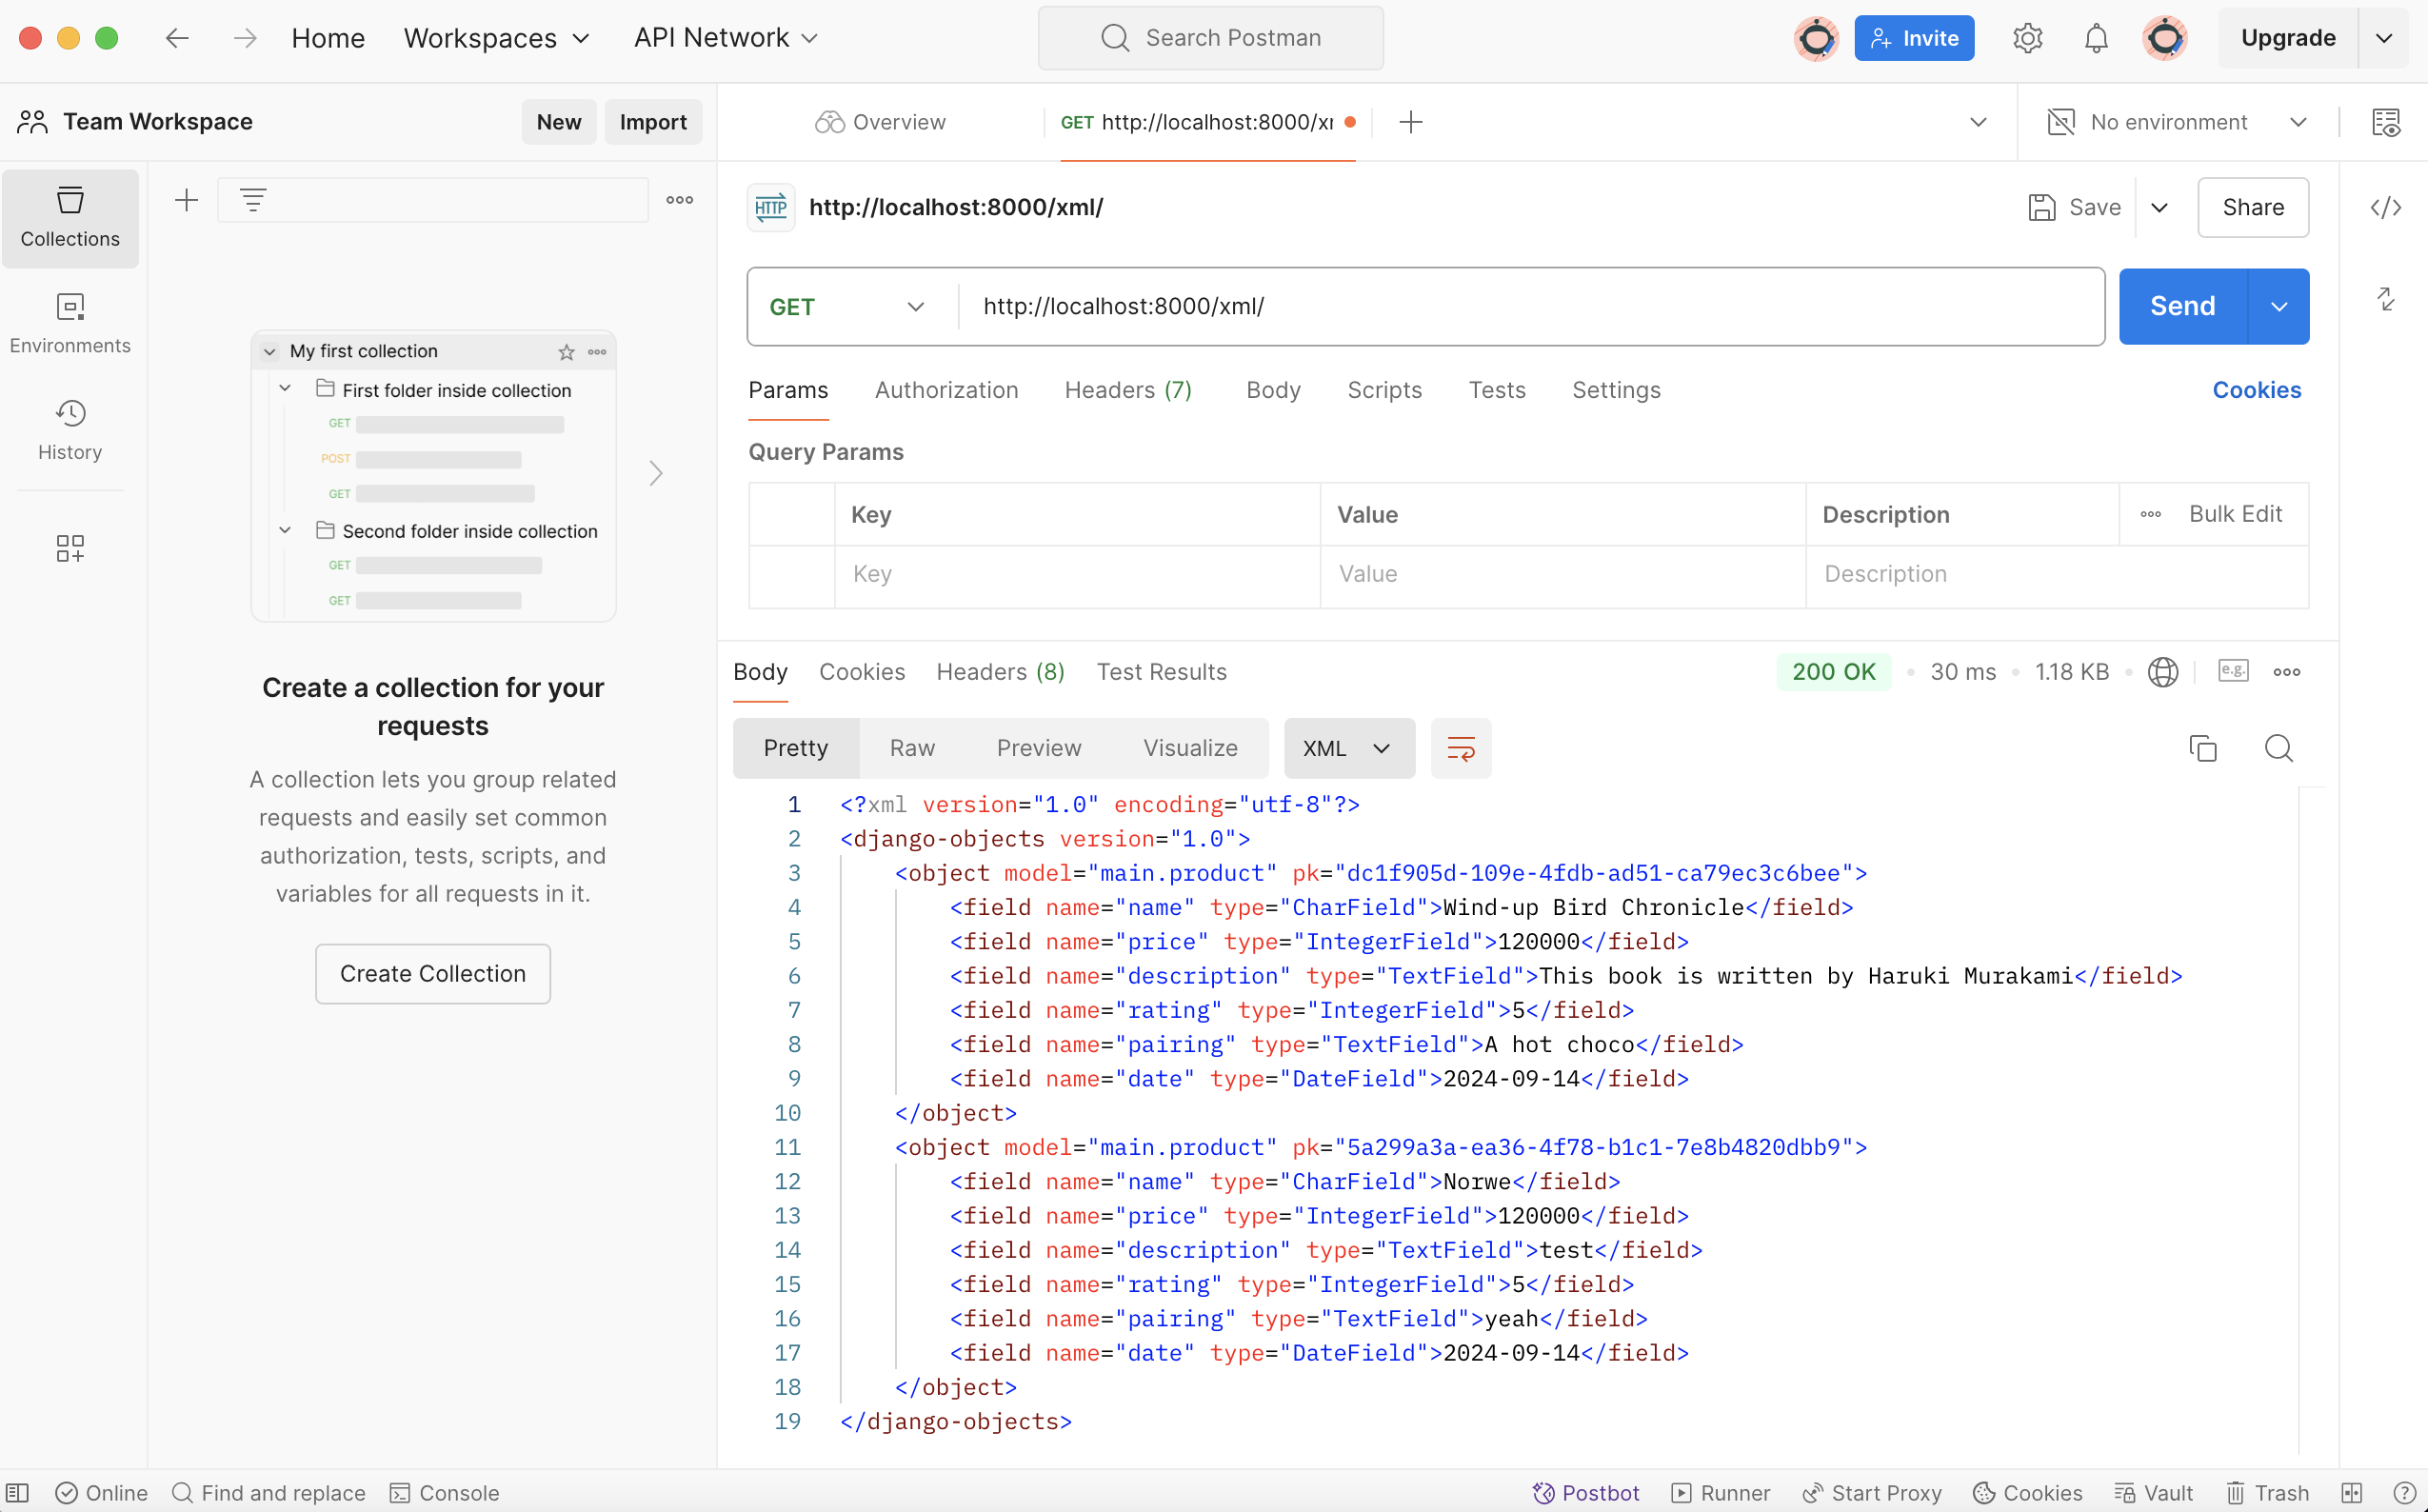 Home Workspaces API Network Search Postman Invite Upgrade
Team Workspace New Import Overview GET http://localhost:8000/xr No environment
Collections
Environments
History
My first collection
First folder inside collection
GET
POST
GET
Second folder inside collection
GET
GET
Create a collection for your
requests
A collection lets you group related
requests and easily set common
authorization, tests, scripts, and
variables for all requests in it.
Create Collection
HTTP http://localhost:8000/xml/ Save Share
GET http://localhost:8000/xml/ Send
Params Authorization Headers (7) Body Scripts Tests Settings Cookies
Query Params
Key Value Description Bulk Edit
Key Value Description
Body Cookies Headers (8) Test Results 200 OK 30 ms 1.18 KB e.g.
Pretty Raw Preview Visualize XML
1 <?xml version="1.0" encoding="utf-8"?>
2 <django-objects version="1.0">
3 <object model="main.product" pk="dc1f905d-109e-4fdb-ad51-ca79ec3c6bee">
4 <field name="name" type="CharField">Wind-up Bird Chronicle</field>
5 <field name="price" type="IntegerField">120000</field>
6 <field name="description" type="TextField">This book is written by Haruki Murakami</field>
7 <field name="rating" type="IntegerField">5</field>
8 <field name="pairing" type="TextField">A hot choco</field>
9 <field name="date" type="DateField">2024-09-14</field>
10 </object>
11 <object model="main.product" pk="5a299a3a-ea36-4f78-b1c1-7e8b4820dbb9">
12 <field name="name" type="CharField">Norwe</field>
13 <field name="price" type="IntegerField">120000</field>
14 <field name="description" type="TextField">test</field>
15 <field name="rating" type="IntegerField">5</field>
16 <field name="pairing" type="TextField">yeah</field>
17 <field name="date" type="DateField">2024-09-14</field>
18 </object>
19 </django-objects>
Online Find and replace Console Postbot Runner Start Proxy Cookies Vault Trash